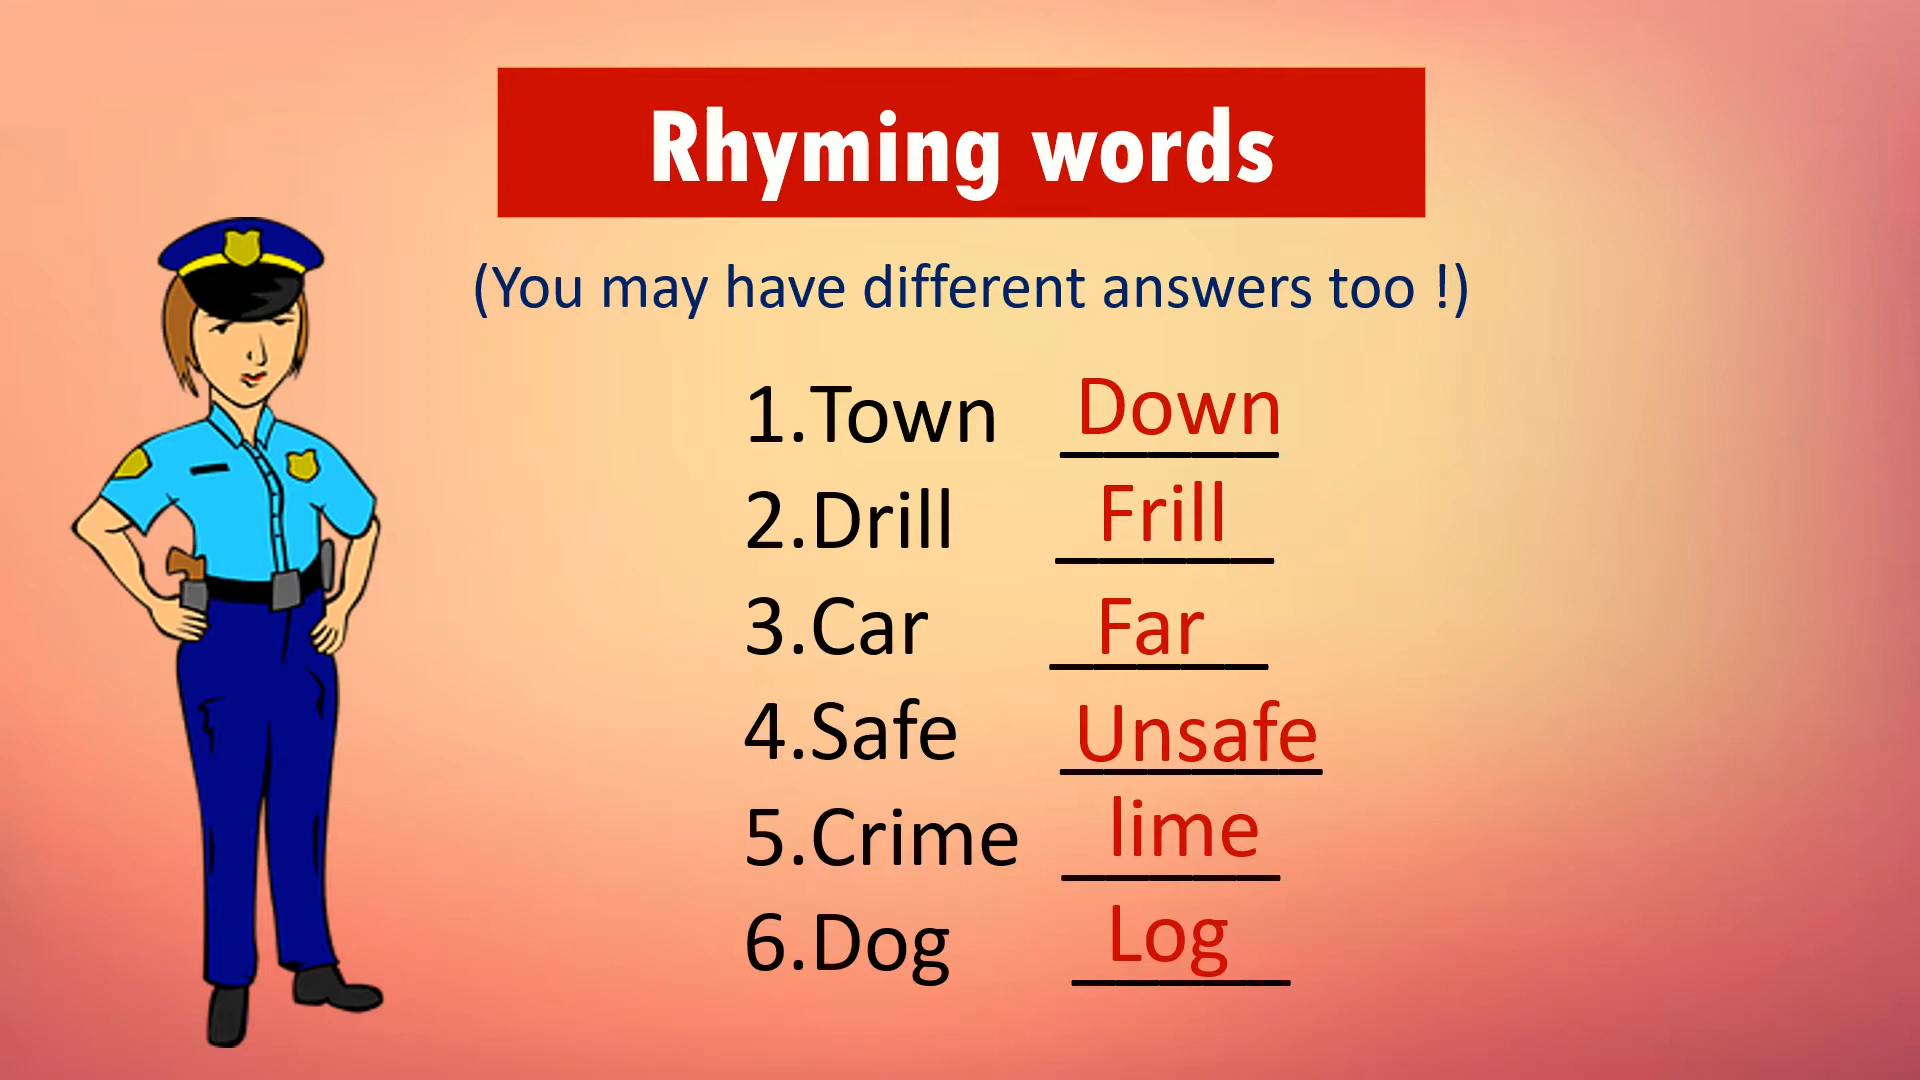 Rhyming words
(You may have different answers too !)
1.Town Down
2.Drill Frill
3.Car Far
4.Safe Unsafe
5.Crime lime
6.Dog Log